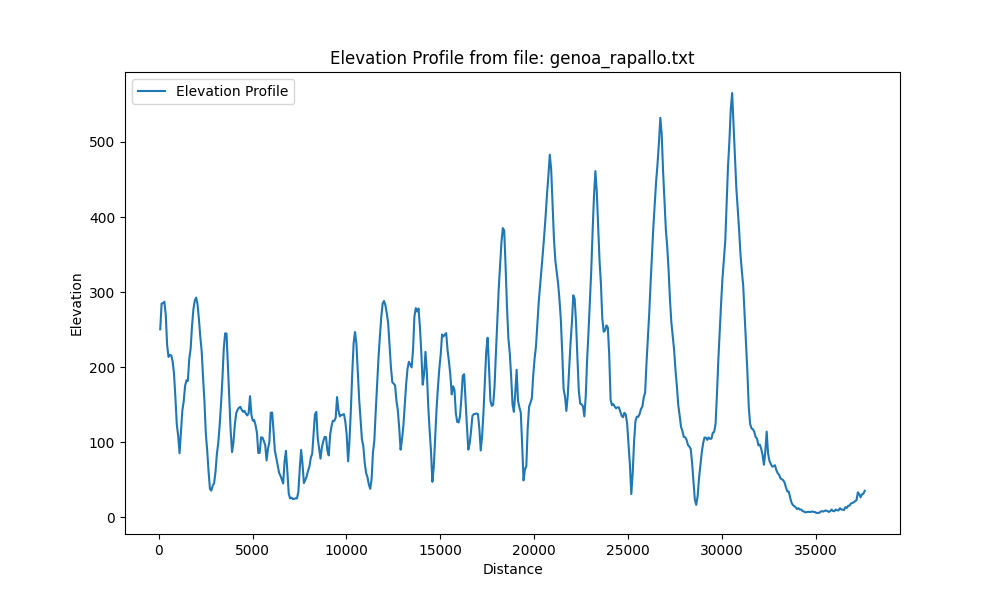 Elevation Profile from file: genoa_rapallo.txt
Elevation Profile
500
400
300
200
100
0
Elevation
0 5000 10000 15000 20000 25000 30000 35000
Distance